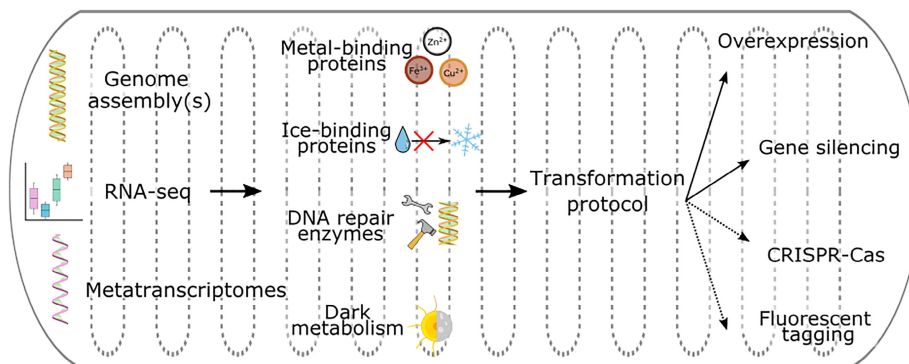 Genome
assembly(s)
RNA-seq
Metatranscriptomes
Metal-binding
proteins
Zn2+
Fe3+
Cu2+
Ice-binding
proteins
DNA repair
enzymes
Dark
metabolism
Transformation
protocol
Overexpression
Gene silencing
CRISPR-Cas
Fluorescent
tagging